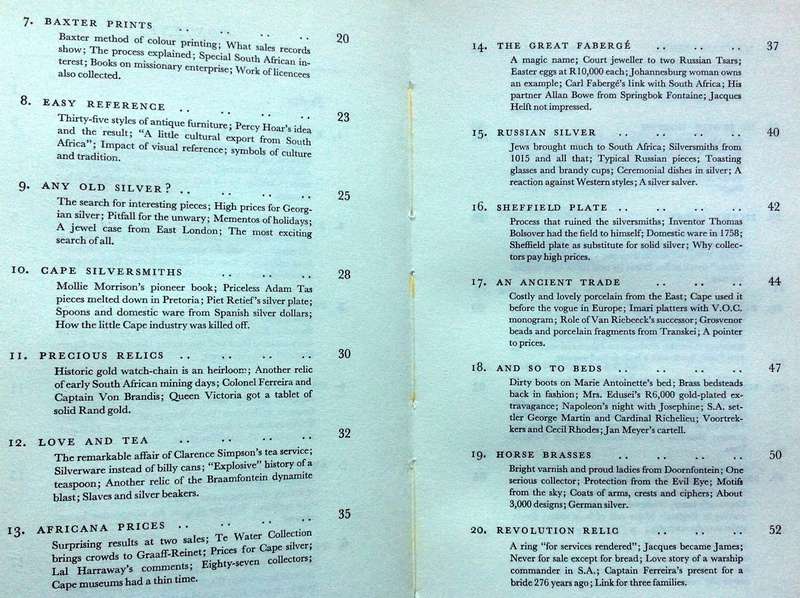 7. BAXTER PRINTS .. .. .. .. 20
Baxter method of colour printing; What sales records
show; The process explained; Special South African in-
terest; Books on missionary enterprise; Work of licencees
also collected.
8. EASY REFERENCE .. .. .. .. 23
Thirty-five styles of antique furniture; Percy Hoar's idea
and the result; "A little cultural export from South
Africa"; Impact of visual reference; symbols of culture
and tradition.
9. ANY OLD SILVER? .. .. .. .. 25
The search for interesting pieces; High prices for Georg-
ian silver; Pitfall for the unwary; Mementos of holidays;
A jewel case from East London; The most exciting
search of all.
10. CAPE SILVERSMITHS .. .. .. 28
Mollie Morrison's pioneer book; Priceless Adam Tas
pieces melted down in Pretoria; Piet Retief's silver plate;
Spoons and domestic ware from Spanish silver dollars;
How the little Cape industry was killed off.
11. PRECIOUS RELICS .. .. .. .. 30
Historic gold watch-chain is an heirloom; Another relic
of early South African mining days; Colonel Ferreira and
Captain Von Brandis; Queen Victoria got a tablet of
solid Rand gold.
12. LOVE AND TEA .. .. .. .. 32
The remarkable affair of Clarence Simpson's tea service;
Silverware instead of billy cans; "Explosive" history of a
teaspoon; Another relic of the Braamfontein dynamite
blast; Slaves and silver beakers.
13. AFRICANA PRICES .. .. .. .. 35
Surprising results at two sales; Te Water Collection
brings crowds to Graaff-Reinet; Prices for Cape silver;
Lal Harraway's comments; Eighty-seven collectors;
Cape museums had a thin time.
14. THE GREAT FABERGÉ .. .. .. 37
A magic name; Court jeweller to two Russian Tsars;
Easter eggs at R10,000 each; Johannesburg woman owns
an example; Carl Fabergé's link with South Africa; His
partner Allan Bowe from Springbok Fontaine; Jacques
Helft not impressed.
15. RUSSIAN SILVER .. .. .. .. 40
Jews brought much to South Africa; Silversmiths from
1015 and all that; Typical Russian pieces; Toasting
glasses and brandy cups; Ceremonial dishes in silver; A
reaction against Western styles; A silver salver.
16. SHEFFIELD PLATE .. .. .. .. 42
Process that ruined the silversmiths; Inventor Thomas
Bolsover had the field to himself; Domestic ware in 1758;
Sheffield plate as substitute for solid silver; Why collec-
tors pay high prices.
17. AN ANCIENT TRADE .. .. .. 44
Costly and lovely porcelain from the East; Cape used it
before the vogue in Europe; Imari platters with V.O.C.
monogram; Role of Van Riebeeck's successor; Grosvenor
beads and porcelain fragments from Transkei; A pointer
to prices.
18. AND SO TO BEDS .. .. .. .. 47
Dirty boots on Marie Antoinette's bed; Brass bedsteads
back in fashion; Mrs. Edusei's R6,000 gold-plated ex-
travagance; Napoleon's night with Josephine; S.A. set-
tler George Martin and Cardinal Richelieu; Voortrek-
kers and Cecil Rhodes; Jan Meyer's cartell.
19. HORSE BRASSES .. .. .. .. 50
Bright varnish and proud ladies from Doornfontein; One
serious collector; Protection from the Evil Eye; Motifs
from the sky; Coats of arms, crests and ciphers; About
3,000 designs; German silver.
20. REVOLUTION RELIC .. .. .. 52
A ring "for services rendered"; Jacques became James;
Never for sale except for bread; Love story of a warship
commander in S.A.; Captain Ferreira's present for a
bride 276 years ago; Link for three families.